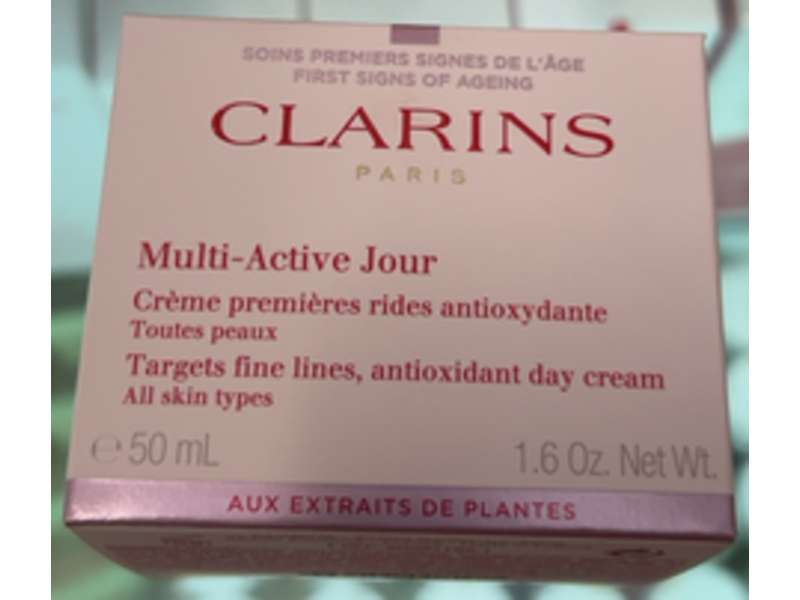 SOINS PREMIERS SIGNES DE L'ÂGE
FIRST SIGNS OF AGEING
CLARINS
PARIS
Multi-Active Jour
Crème premières rides antioxydante
Toutes peaux
Targets fine lines, antioxidant day cream
All skin types
℮ 50 mL 1.6 Oz. Net Wt.
AUX EXTRAITS DE PLANTES